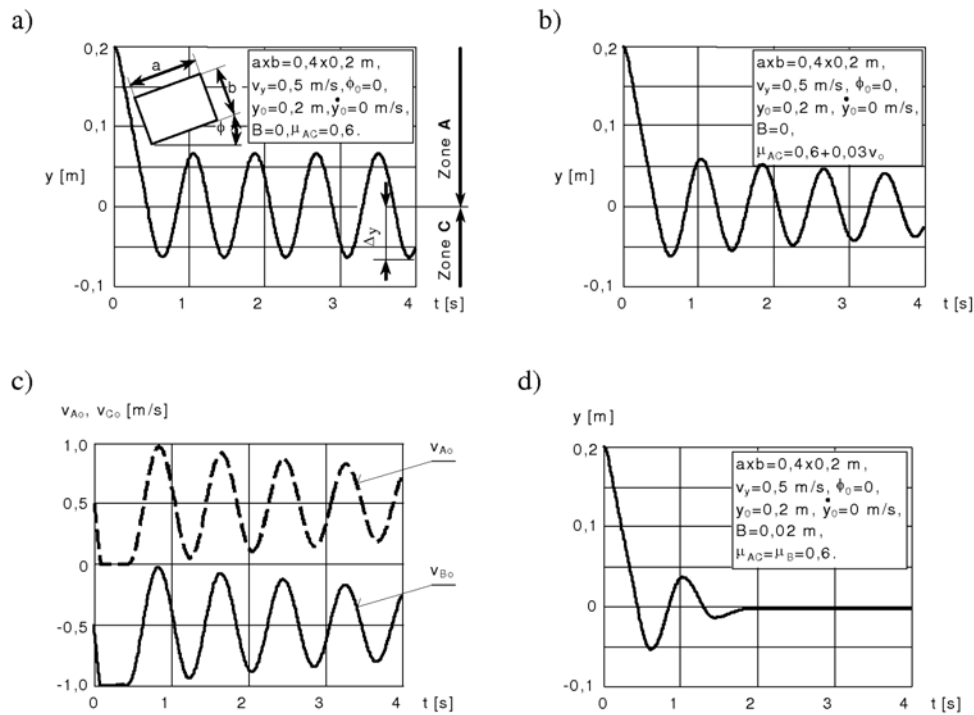 a)
0,2
0,1
y [m]
0
-0,1
0
1
2
3
4
t [s]
a
b
ϕ
axb=0,4x0,2 m,
vy=0,5 m/s, ϕ0=0,
y0=0,2 m, ẏ0=0 m/s,
B=0, μAC=0,6.
Δy
Zone A
Zone C
b)
0,2
0,1
y [m]
0
-0,1
0
1
2
3
4
t [s]
axb=0,4x0,2 m,
vy=0,5 m/s, ϕ0=0,
y0=0,2 m, ẏ0=0 m/s,
B=0,
μAC=0,6+0,03vo
c)
vAo, vCo [m/s]
1,0
0,5
0
-0,5
-1,0
0
1
2
3
4
t [s]
vAo
vBo
d)
y [m]
0,2
0,1
0
-0,1
0
1
2
3
4
t [s]
axb=0,4x0,2 m,
vy=0,5 m/s, ϕ0=0,
y0=0,2 m, ẏ0=0 m/s,
B=0,02 m,
μAC=μB=0,6.